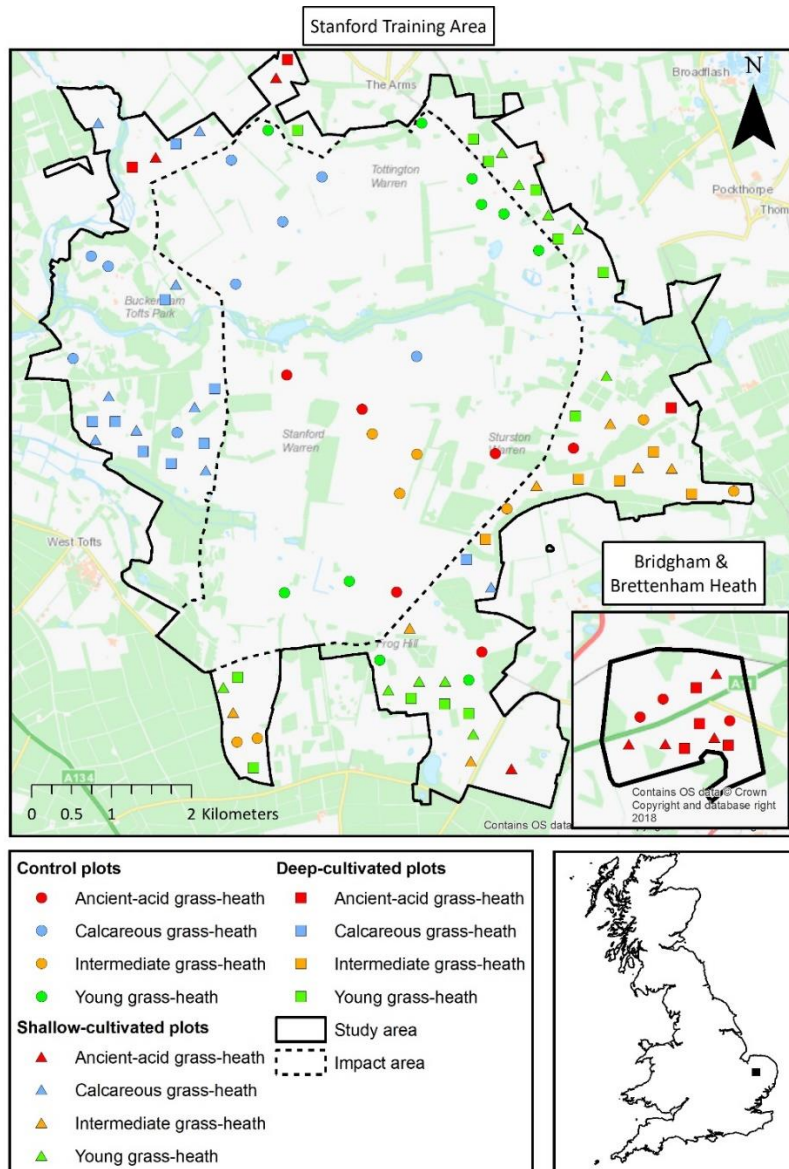 Stanford Training Area
The Arms
Broadflash
N
Tottington
Warren
Pockthorpe
Thom
Buckenham
Tofts Park
Stanford
Warren
Sturston
Warren
West Tofts
Bridgham &
Brettenham Heath
Frog Hill
A134
0 0.5 1 2 Kilometers
Contains OS data
A11
Contains OS data © Crown
Copyright and database right
2018
Control plots
Ancient-acid grass-heath
Calcareous grass-heath
Intermediate grass-heath
Young grass-heath
Shallow-cultivated plots
Ancient-acid grass-heath
Calcareous grass-heath
Intermediate grass-heath
Young grass-heath
Deep-cultivated plots
Ancient-acid grass-heath
Calcareous grass-heath
Intermediate grass-heath
Young grass-heath
Study area
Impact area